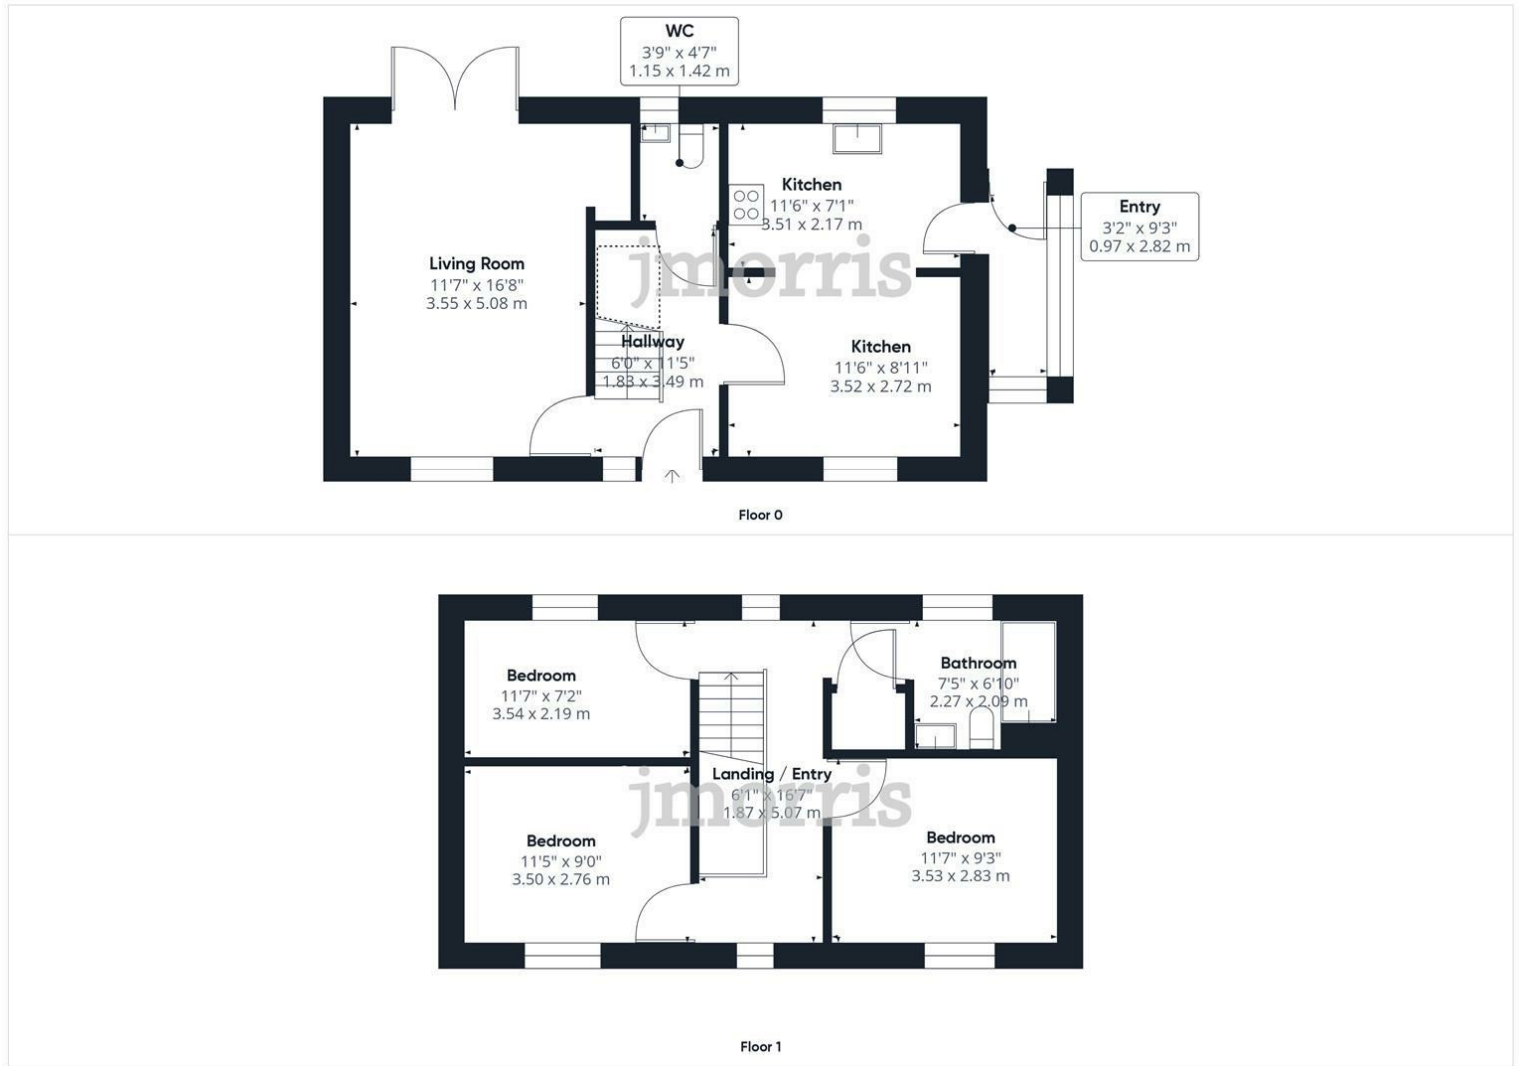 WC
3'9" x 4'7"
1.15 x 1.42 m
Kitchen
11'6" x 7'1"
3.51 x 2.17 m
Entry
3'2" x 9'3"
0.97 x 2.82 m
Living Room
11'7" x 16'8"
3.55 x 5.08 m
jmorris
Hallway
6'0" x 11'5"
1.83 x 3.49 m
Kitchen
11'6" x 8'11"
3.52 x 2.72 m
Floor 0
Bedroom
11'7" x 7'2"
3.54 x 2.19 m
Bathroom
7'5" x 6'10"
2.27 x 2.09 m
Landing / Entry
6'1" x 16'7"
1.87 x 5.07 m
jmorris
Bedroom
11'5" x 9'0"
3.50 x 2.76 m
Bedroom
11'7" x 9'3"
3.53 x 2.83 m
Floor 1